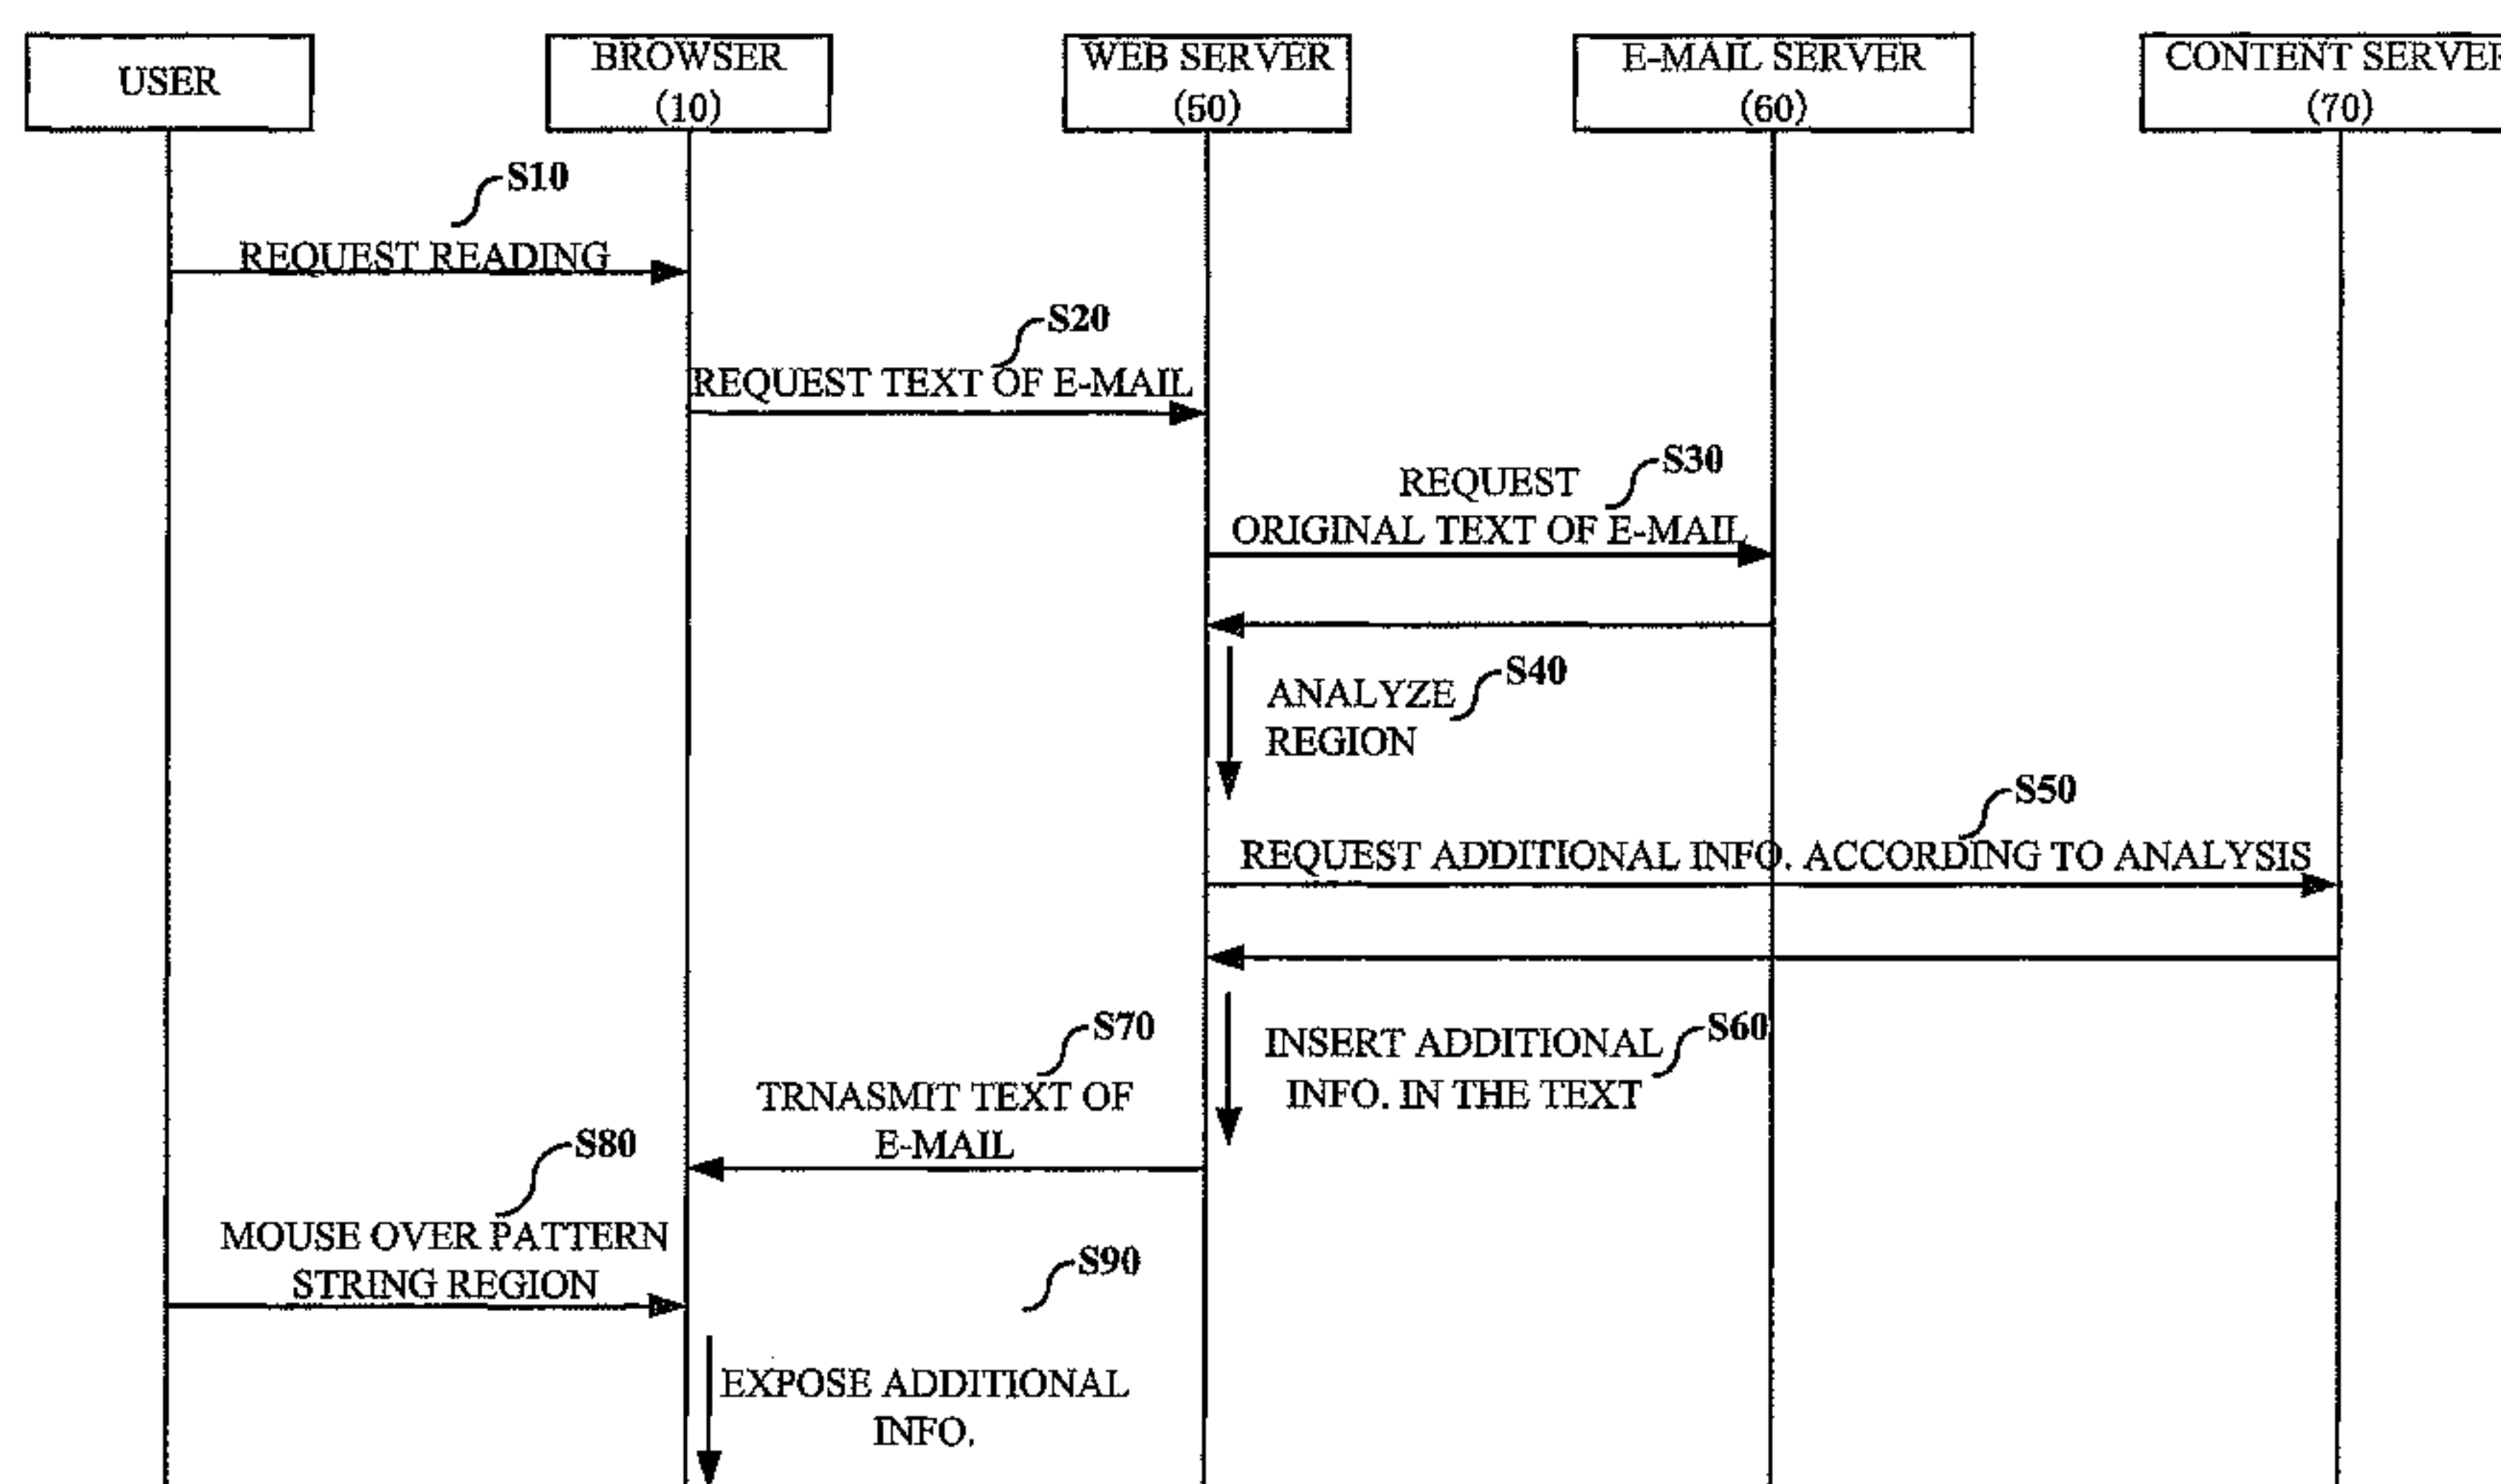 USER
BROWSER
(10)
WEB SERVER
(50)
E-MAIL SERVER
(60)
CONTENT SERVER
(70)
S10
REQUEST READING
S20
REQUEST TEXT OF E-MAIL
S30
REQUEST
ORIGINAL TEXT OF E-MAIL
S40
ANALYZE
REGION
S50
REQUEST ADDITIONAL INFO. ACCORDING TO ANALYSIS
S60
INSERT ADDITIONAL
INFO. IN THE TEXT
S70
TRNASMIT TEXT OF
E-MAIL
S80
MOUSE OVER PATTERN
STRING REGION
S90
EXPOSE ADDITIONAL
INFO.